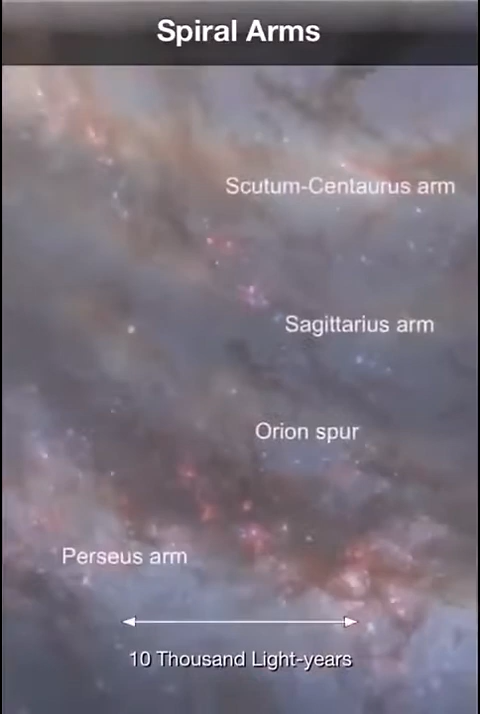 Spiral Arms
Scutum-Centaurus arm
Sagittarius arm
Orion spur
Perseus arm
10 Thousand Light-years